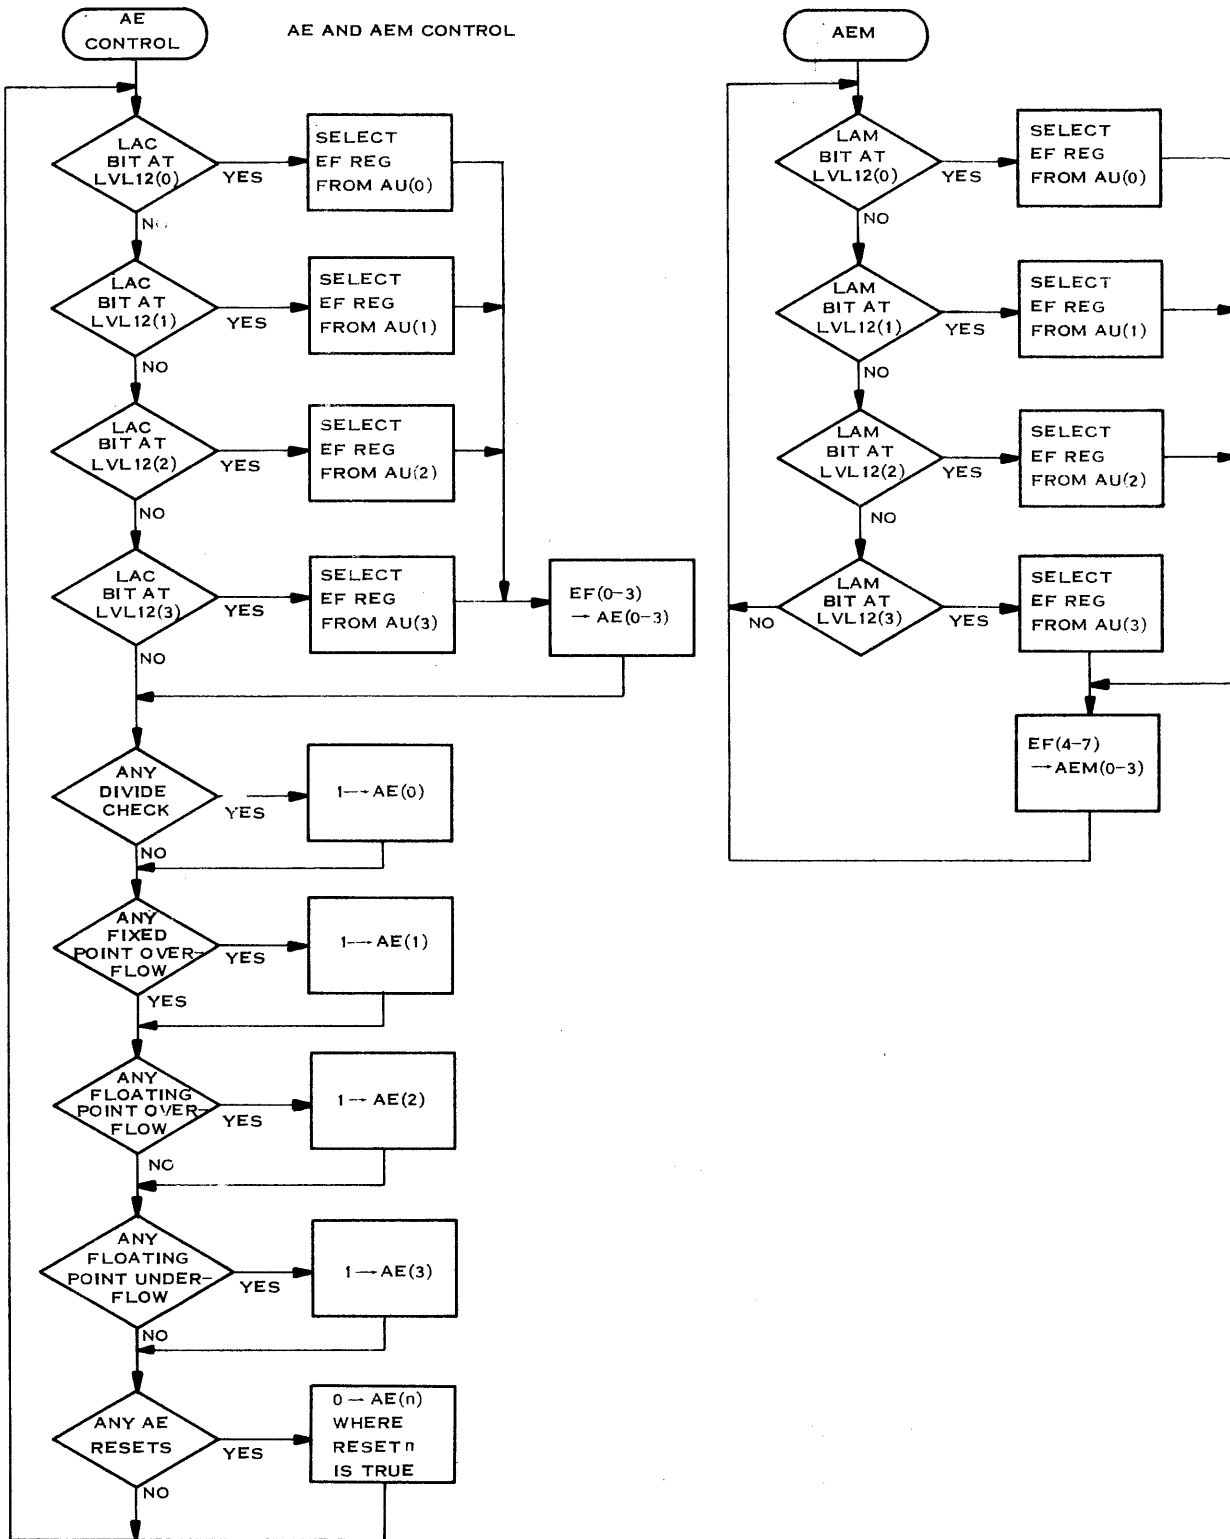 AE
CONTROL
AE AND AEM CONTROL
LAC
BIT AT
LVL12(0)
YES
NO
SELECT
EF REG
FROM AU(0)
LAC
BIT AT
LVL12(1)
YES
NO
SELECT
EF REG
FROM AU(1)
LAC
BIT AT
LVL12(2)
YES
NO
SELECT
EF REG
FROM AU(2)
LAC
BIT AT
LVL12(3)
YES
NO
SELECT
EF REG
FROM AU(3)
EF(0-3)
→ AE(0-3)
ANY
DIVIDE
CHECK
YES
NO
1→ AE(0)
ANY
FIXED
POINT OVER-
FLOW
YES
YES
1→ AE(1)
ANY
FLOATING
POINT OVER-
FLOW
YES
NO
1→ AE(2)
ANY
FLOATING
POINT UNDER-
FLOW
YES
NO
1→ AE(3)
ANY AE
RESETS
YES
NO
0→ AE(n)
WHERE
RESETn
IS TRUE
AEM
LAM
BIT AT
LVL12(0)
YES
NO
SELECT
EF REG
FROM AU(0)
LAM
BIT AT
LVL12(1)
YES
NO
SELECT
EF REG
FROM AU(1)
LAM
BIT AT
LVL12(2)
YES
NO
SELECT
EF REG
FROM AU(2)
LAM
BIT AT
LVL12(3)
NO
YES
SELECT
EF REG
FROM AU(3)
EF(4-7)
→AEM(0-3)